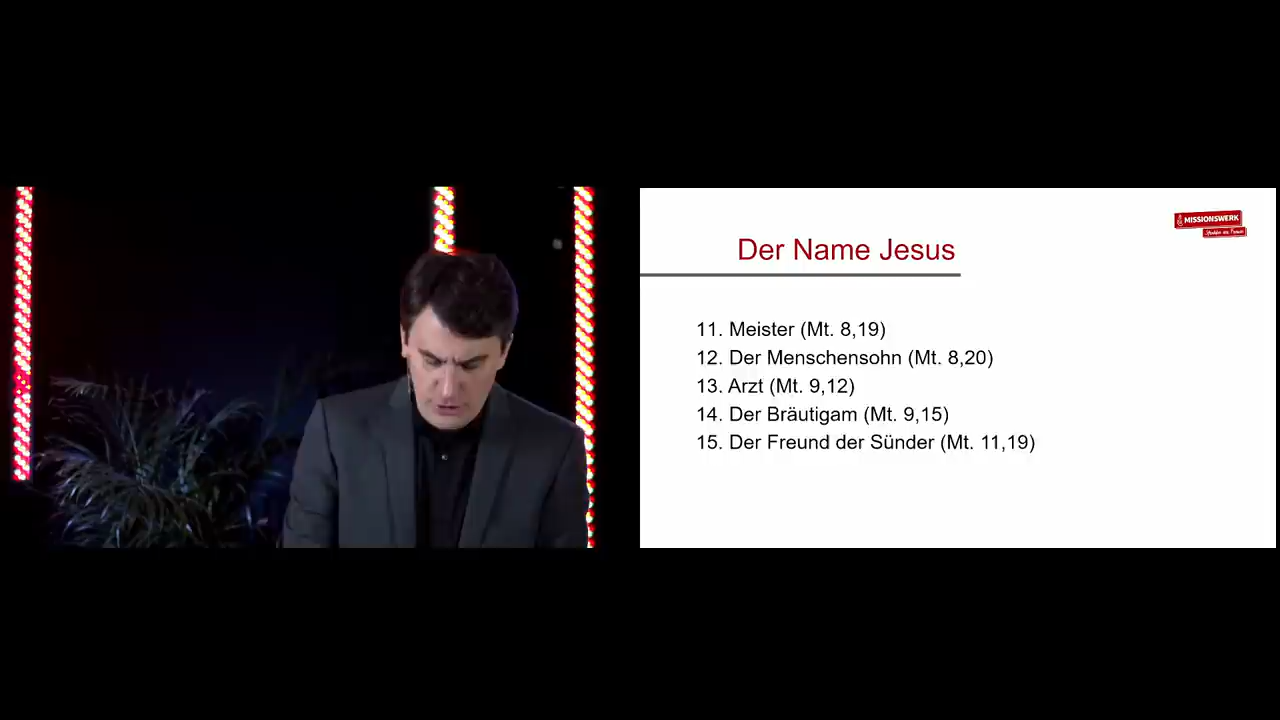 MISSIONSWERK
Der Name Jesus
11. Meister (Mt. 8,19)
12. Der Menschensohn (Mt. 8,20)
13. Arzt (Mt. 9,12)
14. Der Bräutigam (Mt. 9,15)
15. Der Freund der Sünder (Mt. 11,19)